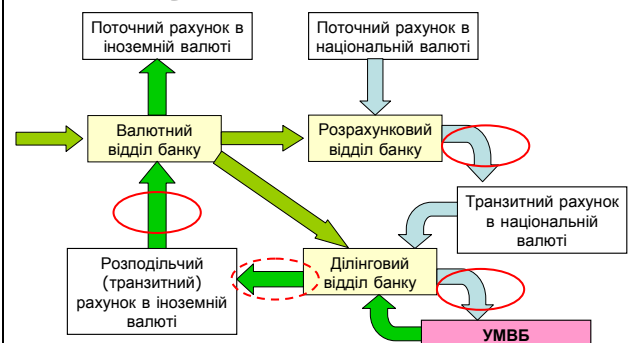 Поточний рахунок в
іноземній валюті
Поточний рахунок в
національній валюті
Валютний
відділ банку
Розрахунковий
відділ банку
Транзитний рахунок
в національній
валюті
Розподільчий
(транзитний)
рахунок в іноземній
валюті
Ділінговий
відділ банку
УМВБ